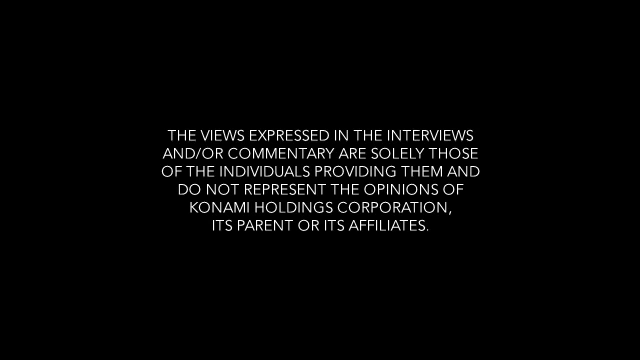 THE VIEWS EXPRESSED IN THE INTERVIEWS
AND/OR COMMENTARY ARE SOLELY THOSE
OF THE INDIVIDUALS PROVIDING THEM AND
DO NOT REPRESENT THE OPINIONS OF
KONAMI HOLDINGS CORPORATION,
ITS PARENT OR ITS AFFILIATES.